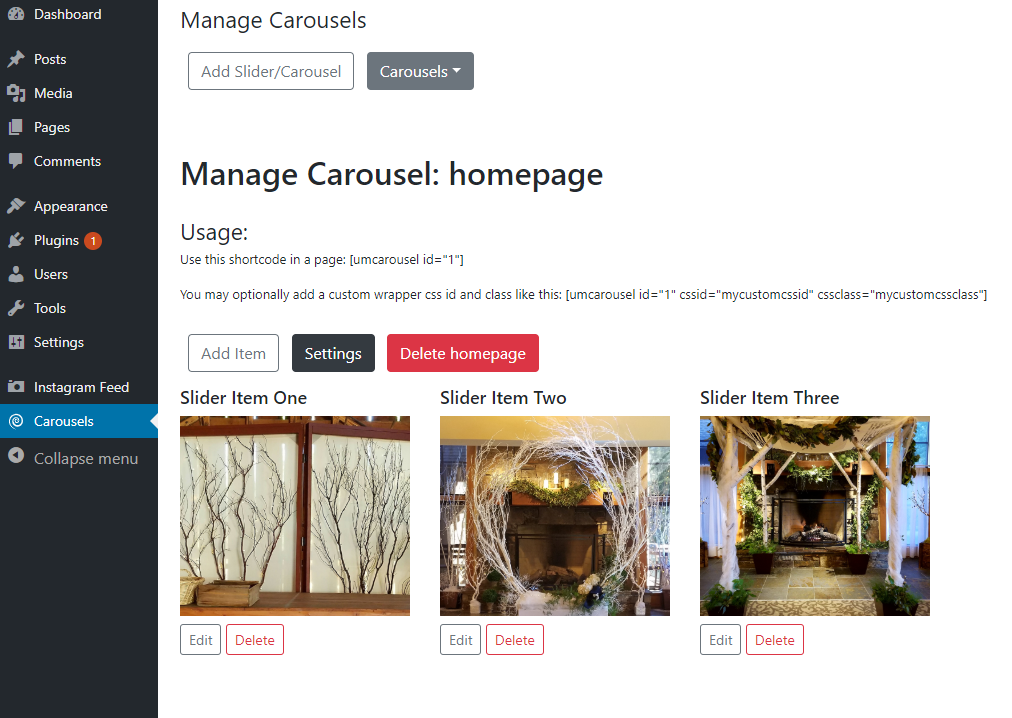 Dashboard
Posts
Media
Pages
Comments
Appearance
Plugins 1
Users
Tools
Settings
Instagram Feed
Carousels
Collapse menu
Manage Carousels
Add Slider/Carousel Carousels
Manage Carousel: homepage
Usage:
Use this shortcode in a page: [umcarousel id="1"]
You may optionally add a custom wrapper css id and class like this: [umcarousel id="1" cssid="mycustomcssid" cssclass="mycustomcssclass"]
Add Item Settings Delete homepage
Slider Item One Slider Item Two Slider Item Three
Edit Delete Edit Delete Edit Delete